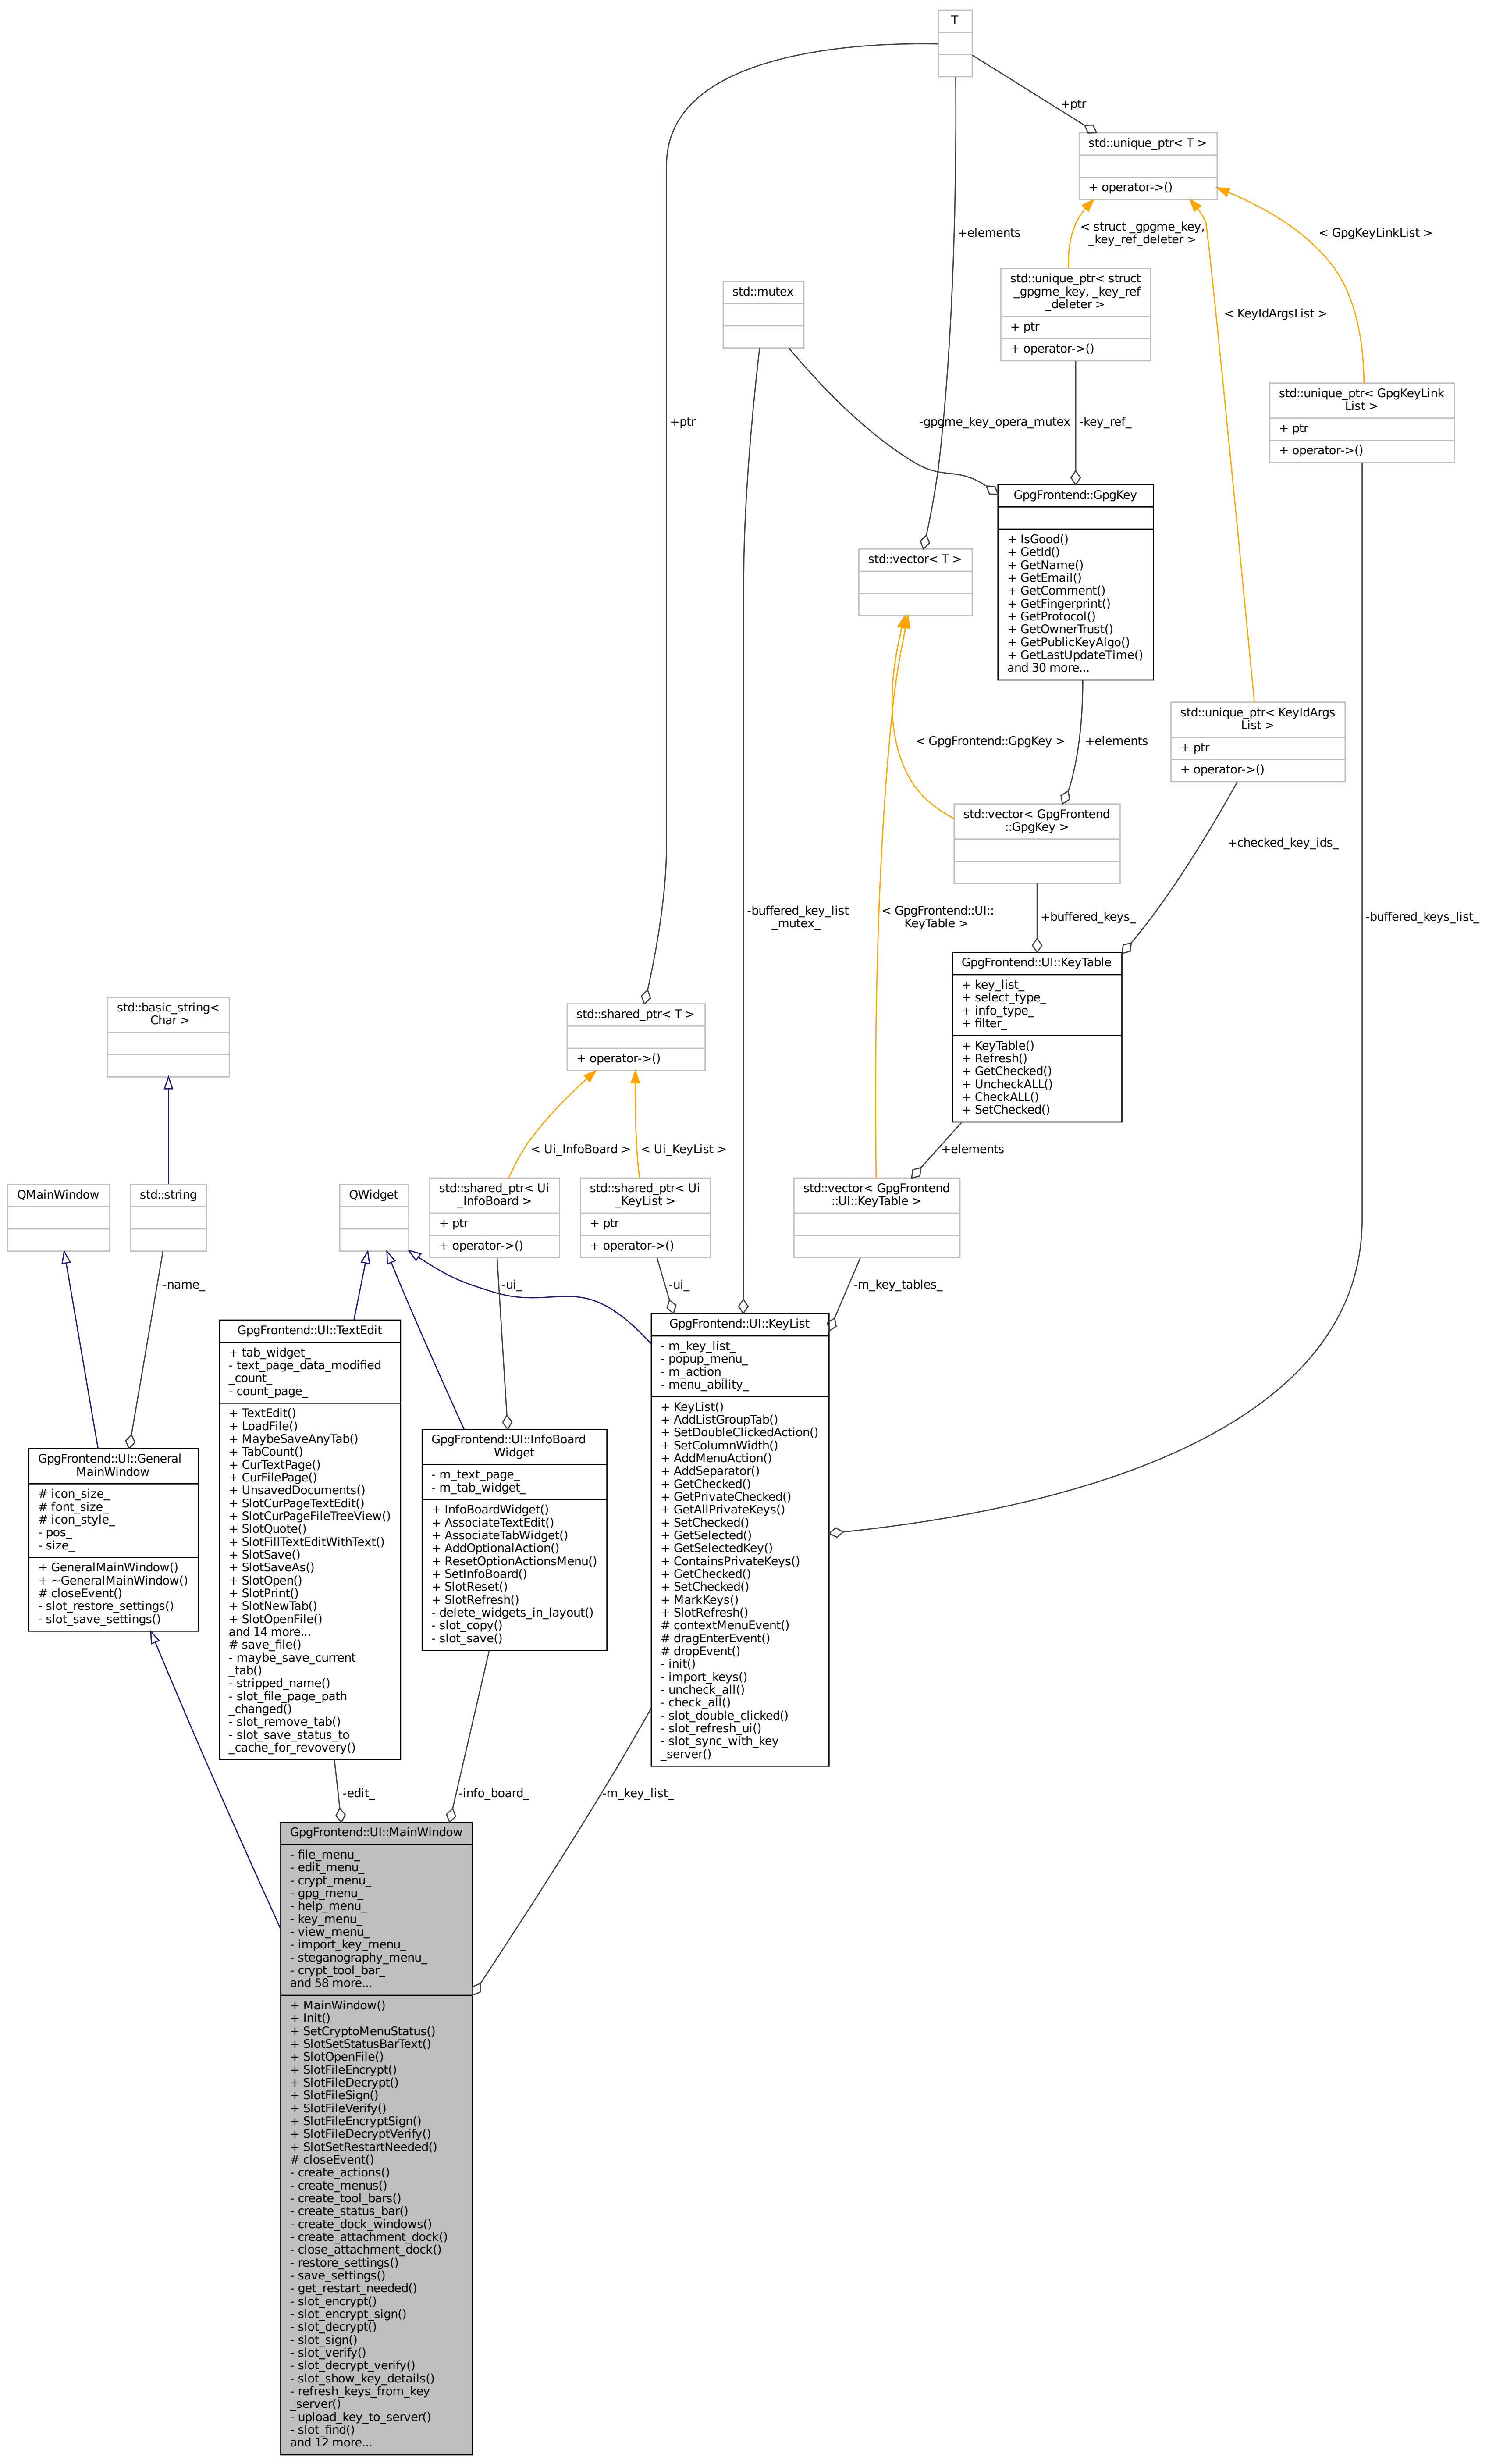 T
+ptr
std::unique_ptr< T >
+ operator->()
+elements
< struct _gpgme_key,
_key_ref_deleter >
< GpgKeyLinkList >
std::mutex
std::unique_ptr< struct
_gpgme_key, _key_ref
_deleter >
+ ptr
+ operator->()
< KeyIdArgsList >
std::unique_ptr< GpgKeyLink
List >
+ ptr
+ operator->()
+ptr
-gpgme_key_opera_mutex
-key_ref_
GpgFrontend::GpgKey
+ IsGood()
+ GetId()
+ GetName()
+ GetEmail()
+ GetComment()
+ GetFingerprint()
+ GetProtocol()
+ GetOwnerTrust()
+ GetPublicKeyAlgo()
+ GetLastUpdateTime()
and 30 more...
std::vector< T >
std::unique_ptr< KeyIdArgs
List >
+ ptr
+ operator->()
< GpgFrontend::GpgKey >
+elements
std::vector< GpgFrontend
::GpgKey >
+checked_key_ids_
-buffered_key_list
_mutex_
< GpgFrontend::UI::
KeyTable >
+buffered_keys_
-buffered_keys_list_
GpgFrontend::UI::KeyTable
+ key_list_
+ select_type_
+ info_type_
+ filter_
+ KeyTable()
+ Refresh()
+ GetChecked()
+ UncheckALL()
+ CheckALL()
+ SetChecked()
std::basic_string<
Char >
std::shared_ptr< T >
+ operator->()
< Ui_InfoBoard >
< Ui_KeyList >
+elements
QMainWindow
std::string
QWidget
std::shared_ptr< Ui
_InfoBoard >
+ ptr
+ operator->()
std::shared_ptr< Ui
_KeyList >
+ ptr
+ operator->()
std::vector< GpgFrontend
::UI::KeyTable >
-name_
-ui_
-ui_
-m_key_tables_
GpgFrontend::UI::TextEdit
+ tab_widget_
- text_page_data_modified
_count_
- count_page_
+ TextEdit()
+ LoadFile()
+ MaybeSaveAnyTab()
+ TabCount()
+ CurTextPage()
+ CurFilePage()
+ UnsavedDocuments()
+ SlotCurPageTextEdit()
+ SlotCurPageFileTreeView()
+ SlotQuote()
+ SlotFillTextEditWithText()
+ SlotSave()
+ SlotSaveAs()
+ SlotOpen()
+ SlotPrint()
+ SlotNewTab()
+ SlotOpenFile()
and 14 more...
# save_file()
- maybe_save_current
_tab()
- stripped_name()
- slot_file_page_path
_changed()
- slot_remove_tab()
- slot_save_status_to
_cache_for_revovery()
GpgFrontend::UI::KeyList
- m_key_list_
- popup_menu_
- m_action_
- menu_ability_
+ KeyList()
+ AddListGroupTab()
+ SetDoubleClickedAction()
+ SetColumnWidth()
+ AddMenuAction()
+ AddSeparator()
+ GetChecked()
+ GetPrivateChecked()
+ GetAllPrivateKeys()
+ SetChecked()
+ GetSelected()
+ GetSelectedKey()
+ ContainsPrivateKeys()
+ GetChecked()
+ SetChecked()
+ MarkKeys()
+ SlotRefresh()
# contextMenuEvent()
# dragEnterEvent()
# dropEvent()
- init()
- import_keys()
- uncheck_all()
- check_all()
- slot_double_clicked()
- slot_refresh_ui()
- slot_sync_with_key
_server()
GpgFrontend::UI::InfoBoard
Widget
- m_text_page_
- m_tab_widget_
+ InfoBoardWidget()
+ AssociateTextEdit()
+ AssociateTabWidget()
+ AddOptionalAction()
+ ResetOptionActionsMenu()
+ SetInfoBoard()
+ SlotReset()
+ SlotRefresh()
- delete_widgets_in_layout()
- slot_copy()
- slot_save()
GpgFrontend::UI::General
MainWindow
# icon_size_
# font_size_
# icon_style_
- pos_
- size_
+ GeneralMainWindow()
+ ~GeneralMainWindow()
# closeEvent()
- slot_restore_settings()
- slot_save_settings()
-edit_
-info_board_
-m_key_list_
GpgFrontend::UI::MainWindow
- file_menu_
- edit_menu_
- crypt_menu_
- gpg_menu_
- help_menu_
- key_menu_
- view_menu_
- import_key_menu_
- steganography_menu_
- crypt_tool_bar_
and 58 more...
+ MainWindow()
+ Init()
+ SetCryptoMenuStatus()
+ SlotSetStatusBarText()
+ SlotOpenFile()
+ SlotFileEncrypt()
+ SlotFileDecrypt()
+ SlotFileSign()
+ SlotFileVerify()
+ SlotFileEncryptSign()
+ SlotFileDecryptVerify()
+ SlotSetRestartNeeded()
# closeEvent()
- create_actions()
- create_menus()
- create_tool_bars()
- create_status_bar()
- create_dock_windows()
- create_attachment_dock()
- close_attachment_dock()
- restore_settings()
- save_settings()
- get_restart_needed()
- slot_encrypt()
- slot_encrypt_sign()
- slot_decrypt()
- slot_sign()
- slot_verify()
- slot_decrypt_verify()
- slot_show_key_details()
- refresh_keys_from_key
_server()
- upload_key_to_server()
- slot_find()
and 12 more...